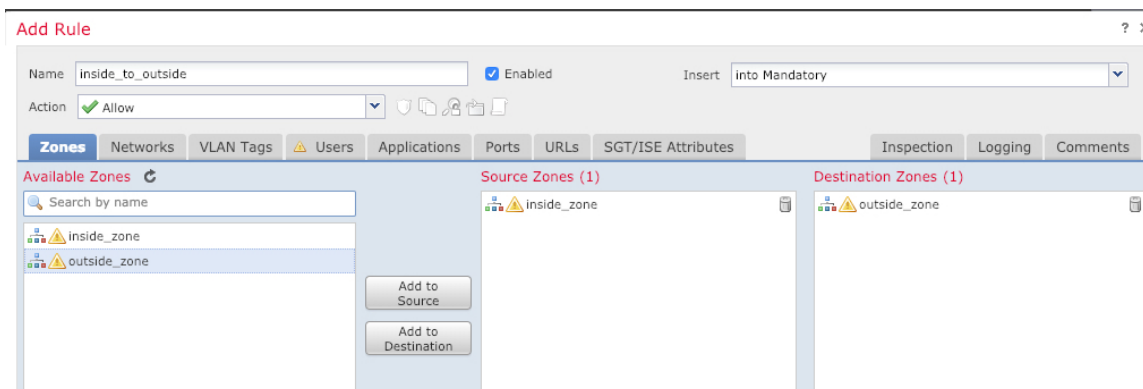 Add Rule ?
Name inside_to_outside Enabled Insert into Mandatory
Action Allow
Zones Networks VLAN Tags Users Applications Ports URLs SGT/ISE Attributes Inspection Logging Comments
Available Zones Source Zones (1) Destination Zones (1)
Search by name inside_zone outside_zone
inside_zone
outside_zone
Add to
Source
Add to
Destination